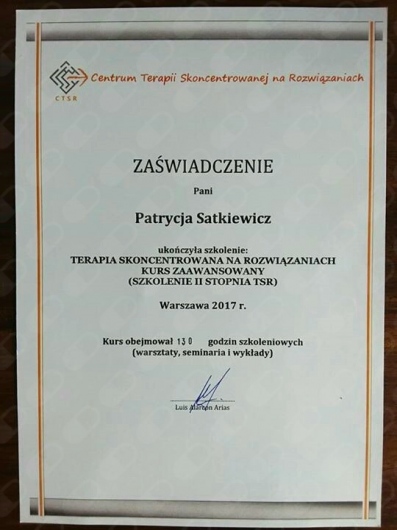 Centrum Terapii Skoncentrowanej na Rozwiązaniach
CTSR
ZAŚWIADCZENIE
Pani
Patrycja Satkiewicz
ukończyła szkolenie:
TERAPIA SKONCENTROWANA NA ROZWIĄZANIACH
KURS ZAAWANSOWANY
(SZKOLENIE II STOPNIA TSR)
Warszawa 2017 r.
Kurs obejmował 130 godzin szkoleniowych
(warsztaty, seminaria i wykłady)
Luis Alarcon Arias